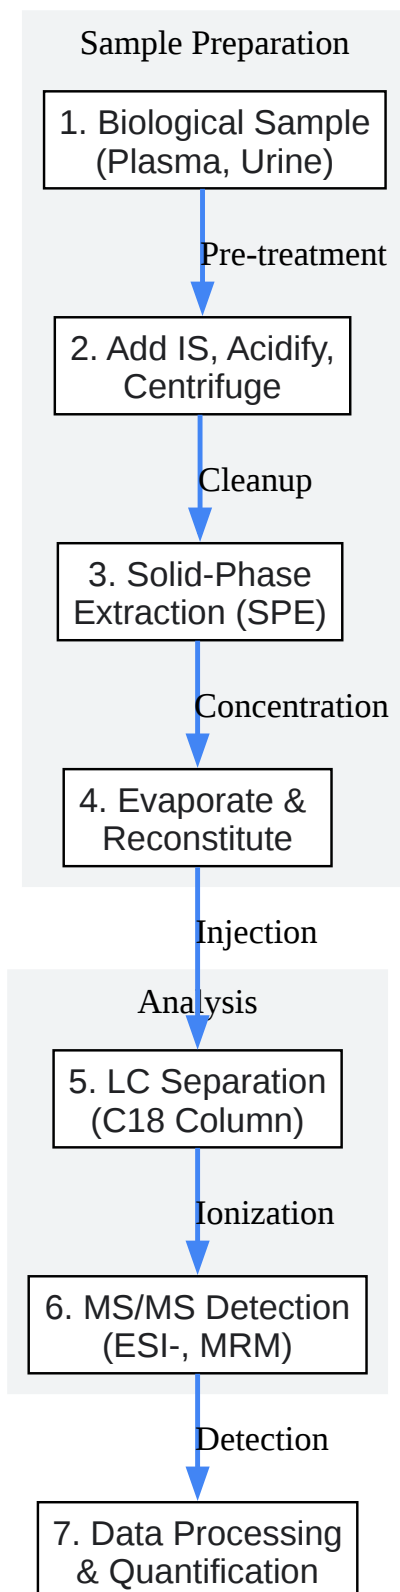 Sample Preparation
1. Biological Sample
(Plasma, Urine)
Pre-treatment
2. Add IS, Acidify,
Centrifuge
Cleanup
3. Solid-Phase
Extraction (SPE)
Concentration
4. Evaporate &
Reconstitute
Injection
Analysis
5. LC Separation
(C18 Column)
Ionization
6. MS/MS Detection
(ESI-, MRM)
Detection
7. Data Processing
& Quantification